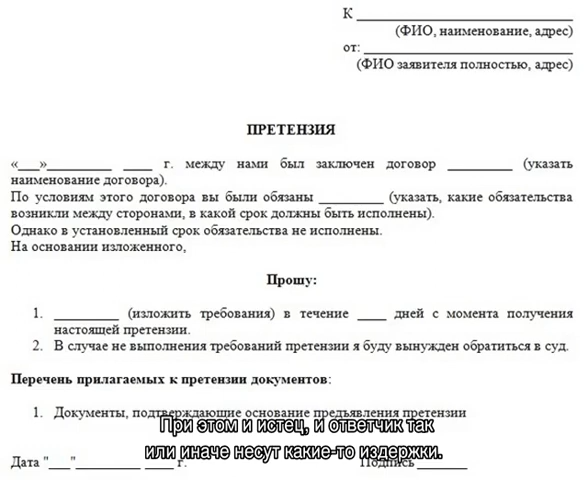 К ______________________________
(ФИО, наименование, адрес)
от: _____________________________
(ФИО заявителя полностью, адрес)
ПРЕТЕНЗИЯ
«___»_________ ____ г. между нами был заключен договор _________ (указать
наименование договора).
По условиям этого договора вы были обязаны _________ (указать, какие обязательства
возникли между сторонами, в какой срок должны быть исполнены).
Однако в установленный срок обязательства не исполнены.
На основании изложенного,
Прошу:
1. _________ (изложить требования) в течение ____ дней с момента получения
настоящей претензии.
2. В случае не выполнения требований претензии я буду вынужден обратиться в суд.
Перечень прилагаемых к претензии документов:
1. Документы, подтверждающие основание предъявления претензии
При этом и истец, и ответчик так
или иначе несут какие-то издержки.
Дата "___"_________ ____ г. Подпись _______